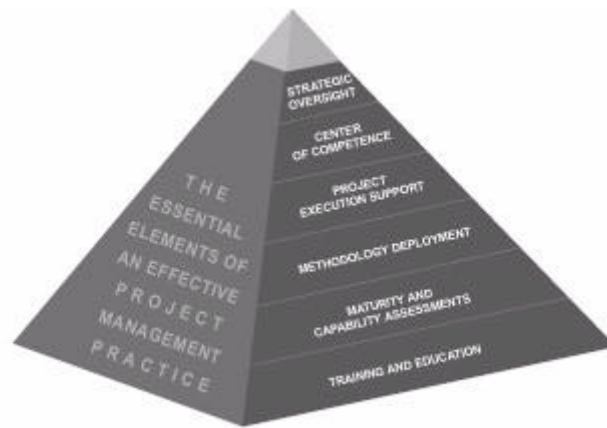 THE
ESSENTIAL
ELEMENTS OF
AN EFFECTIVE
PROJECT
MANAGEMENT
PRACTICE
STRATEGIC
OVERSIGHT
CENTER
OF COMPETENCE
PROJECT
EXECUTION SUPPORT
METHODOLOGY DEPLOYMENT
MATURITY AND
CAPABILITY ASSESSMENTS
TRAINING AND EDUCATION